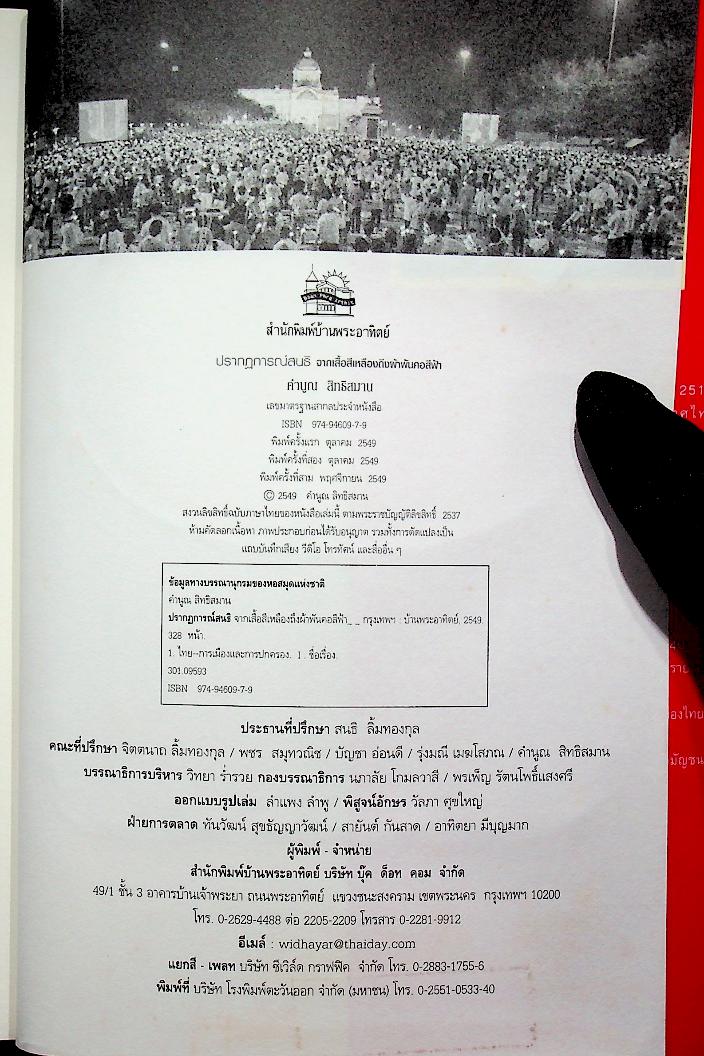 สำนักพิมพ์บ้านพระอาทิตย์
ปรากฏการณ์สนธิ จากเสื้อสีเหลืองถึงผ้าพันคอสีฟ้า
คำนูณ สิทธิสมาน
เลขมาตรฐานสากลประจำหนังสือ
ISBN 974-94609-7-9
พิมพ์ครั้งแรก ตุลาคม 2549
พิมพ์ครั้งที่สอง ตุลาคม 2549
พิมพ์ครั้งที่สาม พฤศจิกายน 2549
© 2549 คำนูณ สิทธิสมาน
สงวนลิขสิทธิ์ฉบับภาษาไทยของหนังสือเล่มนี้ ตามพระราชบัญญัติลิขสิทธิ์ 2537
ห้ามคัดลอกเนื้อหา ภาพประกอบก่อนได้รับอนุญาต รวมทั้งการดัดแปลงเป็น
แถบบันทึกเสียง วีดีโอ โทรทัศน์ และสื่ออื่น ๆ
ข้อมูลทางบรรณานุกรมของหอสมุดแห่งชาติ
คำนูณ สิทธิสมาน
ปรากฏการณ์สนธิ จากเสื้อสีเหลืองถึงผ้าพันคอสีฟ้า_ _ กรุงเทพฯ : บ้านพระอาทิตย์, 2549.
328 หน้า.
1. ไทย--การเมืองและการปกครอง. I . ชื่อเรื่อง.
301.09593
ISBN 974-94609-7-9
ประธานที่ปรึกษา สนธิ ลิ้มทองกุล
คณะที่ปรึกษา จิตตนาถ ลิ้มทองกุล / พชร สมุทวณิช / บัญชา อ่อนดี / รุ่งมณี เมฆโสภณ / คำนูณ สิทธิสมาน
บรรณาธิการบริหาร วิทยา ร่ำรวย กองบรรณาธิการ นภาลัย โกมลวาสี / พรเพ็ญ รัตนโพธิ์แสงศรี
ออกแบบรูปเล่ม ลำแพง ลำพู / พิสูจน์อักษร วัลภา ศุขใหญ่
ฝ่ายการตลาด ทันวัฒน์ สุขธัญญาวัฒน์ / สายันต์ กันสาด / อาทิตยา มีบุญมาก
ผู้พิมพ์ - จำหน่าย
สำนักพิมพ์บ้านพระอาทิตย์ บริษัท บุ๊ค ด็อท คอม จำกัด
49/1 ชั้น 3 อาคารบ้านเจ้าพระยา ถนนพระอาทิตย์ แขวงชนะสงคราม เขตพระนคร กรุงเทพฯ 10200
โทร. 0-2629-4488 ต่อ 2205-2209 โทรสาร 0-2281-9912
อีเมล์ : widhayar@thaiday.com
แยกสี - เพลท บริษัท ซีเวิล์ด กราฟฟิค จำกัด โทร. 0-2883-1755-6
พิมพ์ที่ บริษัท โรงพิมพ์ตะวันออก จำกัด (มหาชน) โทร. 0-2551-0533-40
251